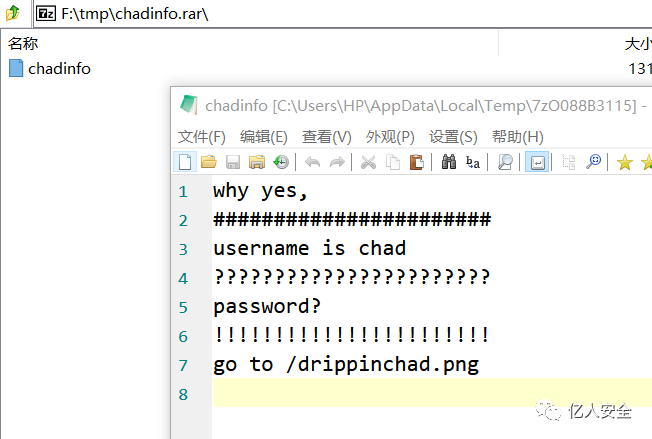 F:\tmp\chadinfo.rar\
名称
大小
chadinfo
131
chadinfo [C:\Users\HP\AppData\Local\Temp\7zO088B3115] -
文件(F) 编辑(E) 查看(V) 外观(P) 设置(S) 帮助(H)
1 why yes,
2 #######################
3 username is chad
4 ???????????????????????
5 password?
6 !!!!!!!!!!!!!!!!!!!!!!!
7 go to /drippinchad.png
8
亿人安全